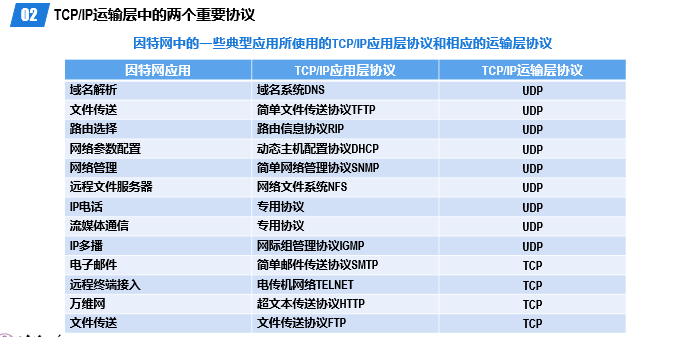 02 TCP/IP运输层中的两个重要协议
因特网中的一些典型应用所使用的TCP/IP应用层协议和相应的运输层协议
因特网应用 TCP/IP应用层协议 TCP/IP运输层协议
域名解析 域名系统DNS UDP
文件传送 简单文件传送协议TFTP UDP
路由选择 路由信息协议RIP UDP
网络参数配置 动态主机配置协议DHCP UDP
网络管理 简单网络管理协议SNMP UDP
远程文件服务器 网络文件系统NFS UDP
IP电话 专用协议 UDP
流媒体通信 专用协议 UDP
IP多播 网际组管理协议IGMP UDP
电子邮件 简单邮件传送协议SMTP TCP
远程终端接入 电传机网络TELNET TCP
万维网 超文本传送协议HTTP TCP
文件传送 文件传送协议FTP TCP